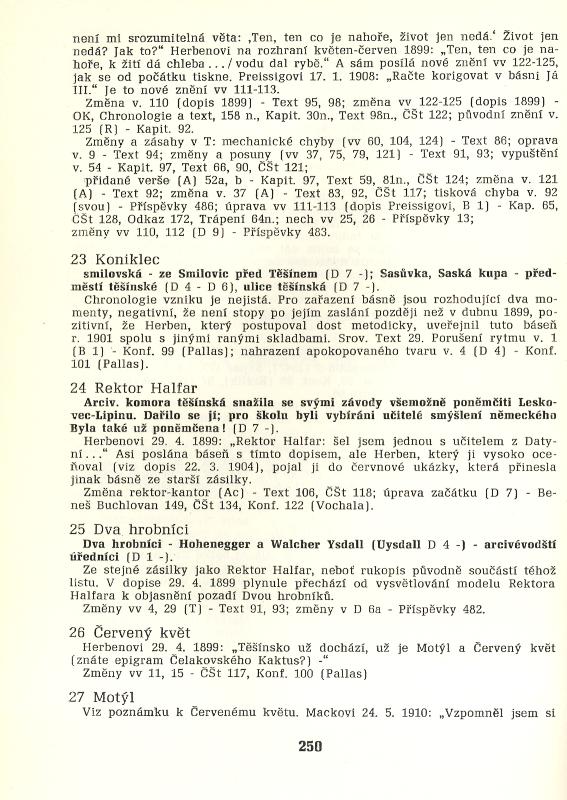 není mi srozumitelná věta: ‚Ten, ten co je nahoře, život jen nedá.‘ Život jen
nedá? Jak to?“ Herbenovi na rozhraní květen-červen 1899: „Ten, ten co je na-
hoře, k žití dá chleba . . . / vodu dal rybě.“ A sám posílá nové znění vv 122-125,
jak se od počátku tiskne. Preissigovi 17. 1. 1908: „Račte korigovat v básni Já
III.“ Je to nové znění vv 111-113.
Změna v. 110 (dopis 1899) - Text 95, 98; změna vv 122-125 (dopis 1899) -
OK, Chronologie a text, 158 n., Kapit. 30n., Text 98n., ČSt 122; původní znění v.
125 (R) - Kapit. 92.
Změny a zásahy v T: mechanické chyby (vv 60, 104, 124) - Text 86; oprava
v. 9 - Text 94; změny a posuny (vv 37, 75, 79, 121) - Text 91, 93; vypuštění
v. 54 - Kapit. 97, Text 66, 90, ČSt 121;
přidané verše (A) 52a, b - Kapit. 97, Text 59, 81n., ČSt 124; změna v. 121
(A) - Text 92; změna v. 37 (A) - Text 83, 92, ČSt 117; tisková chyba v. 92
(svou) - Příspěvky 486; úprava vv 111-113 (dopis Preissigovi, B 1) - Kap. 65,
ČSt 128, Odkaz 172, Trápení 64n.; nech vv 25, 26 - Příspěvky 13;
změny vv 110, 112 (D 9) - Příspěvky 483.
23 Koniklec
smilovská - ze Smilovic před Těšínem (D 7 -); Sasůvka, Saská kupa - před-
městí těšínské (D 4 - D 6), ulice těšínská (D 7 -).
Chronologie vzniku je nejistá. Pro zařazení básně jsou rozhodující dva mo-
menty, negativní, že není stopy po jejím zaslání později než v dubnu 1899, po-
zitivní, že Herben, který postupoval dost metodicky, uveřejnil tuto báseň
r. 1901 spolu s jinými ranými skladbami. Srov. Text 29. Porušení rytmu v. 1
(B 1) - Konf. 99 (Pallas); nahrazení apokopovaného tvaru v. 4 (D 4) - Konf.
101 (Pallas).
24 Rektor Halfar
Arciv. komora těšínská snažila se svými závody všemožně poněmčiti Lesko-
vec-Lipinu. Dařilo se jí; pro školu byli vybíráni učitelé smýšlení německého
Byla také už poněmčena! (D 7 -).
Herbenovi 29. 4. 1899: „Rektor Halfar: šel jsem jednou s učitelem z Daty-
ní . . .“ Asi poslána báseň s tímto dopisem, ale Herben, který ji vysoko oce-
ňoval (viz dopis 22. 3. 1904), pojal ji do červnové ukázky, která přinesla
jinak básně ze starší zásilky.
Změna rektor-kantor (Ac) - Text 106, ČSt 118; úprava začátku (D 7) - Be-
neš Buchlovan 149, ČSt 134, Konf. 122 (Vochala).
25 Dva hrobníci
Dva hrobníci - Hohenegger a Walcher Ysdall (Uysdall D 4 -) - arcivévodští
úředníci (D 1 -).
Ze stejné zásilky jako Rektor Halfar, neboť rukopis původně součástí téhož
listu. V dopise 29. 4. 1899 plynule přechází od vysvětlování modelu Rektora
Halfara k objasnění pozadí Dvou hrobníků.
Změny vv 4, 29 (T) - Text 91, 93; změny v D 6a - Příspěvky 482.
26 Červený květ
Herbenovi 29. 4. 1899: „Těšínsko už dochází, už je Motýl a Červený květ
(znáte epigram Čelakovského Kaktus?) -“
Změny vv 11, 15 - ČSt 117, Konf. 100 (Pallas)
27 Motýl
Viz poznámku k Červenému květu. Mackovi 24. 5. 1910: „Vzpomněl jsem si
250